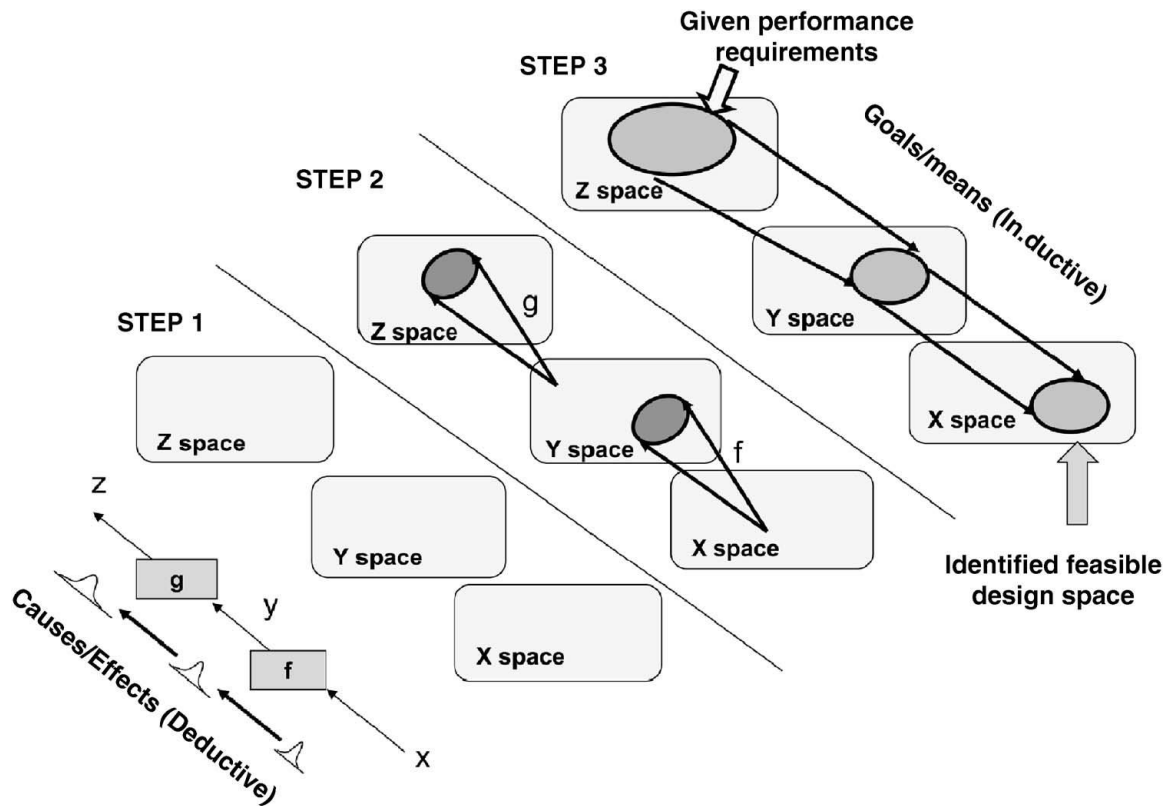 Given performance
requirements
STEP 3
Z space
Goals/means (In.ductive)
Y space
X space
Identified feasible
design space
STEP 2
Z space
g
Y space
f
X space
STEP 1
Z space
Y space
X space
z
g
y
f
x
Causes/Effects (Deductive)